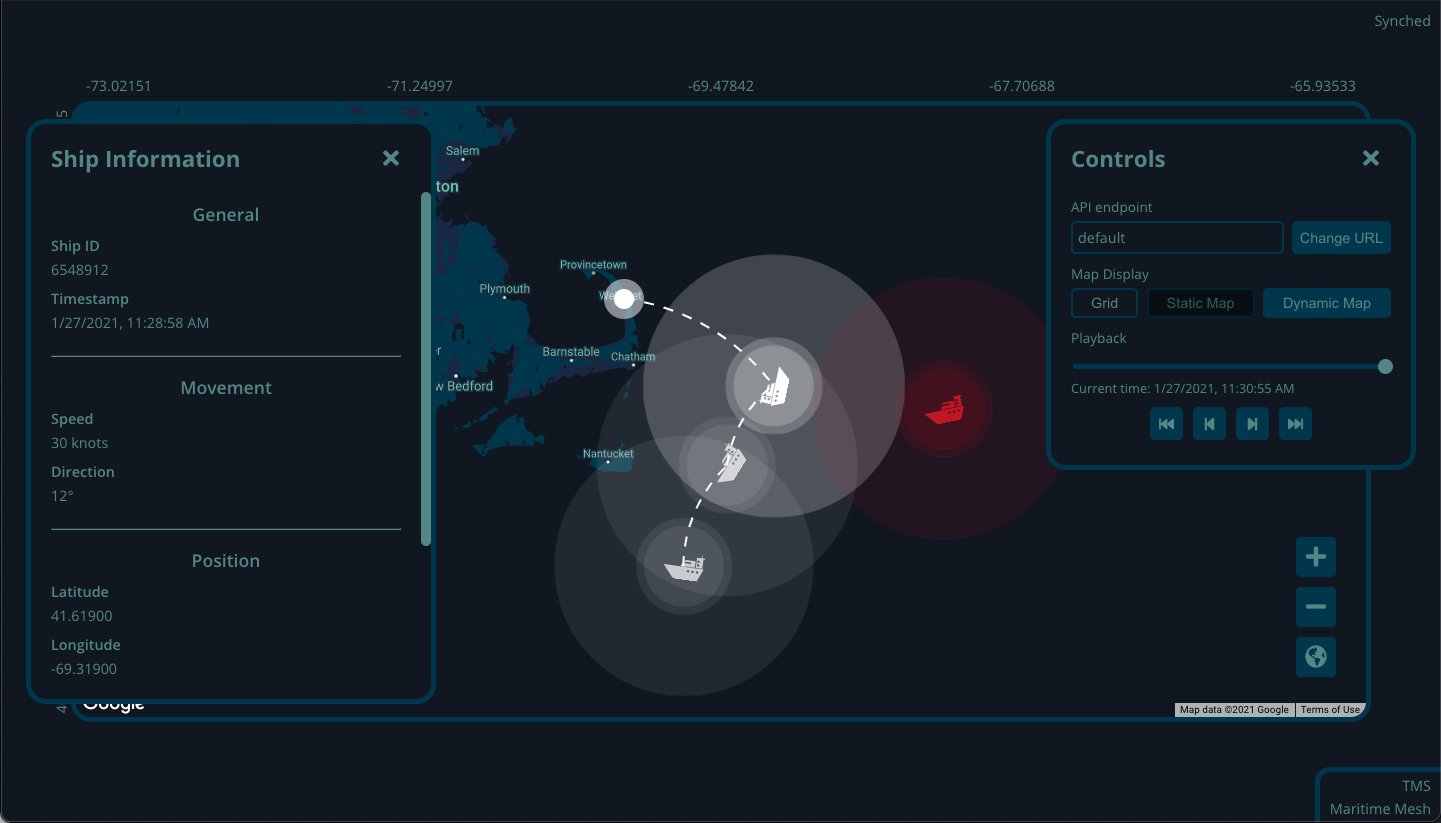 Synched
-73.02151
-71.24997
-69.47842
-67.70688
-65.93533
5
Ship Information
General
Ship ID
6548912
Timestamp
1/27/2021, 11:28:58 AM
Movement
Speed
30 knots
Direction
12°
Position
Latitude
41.61900
Longitude
-69.31900
Salem
ton
Provincetown
Plymouth
Barnstable
Chatham
r
w Bedford
Nantucket
Controls
API endpoint
default
Change URL
Map Display
Grid
Static Map
Dynamic Map
Playback
Current time: 1/27/2021, 11:30:55 AM
4
Google
Map data ©2021 Google
Terms of Use
TMS
Maritime Mesh